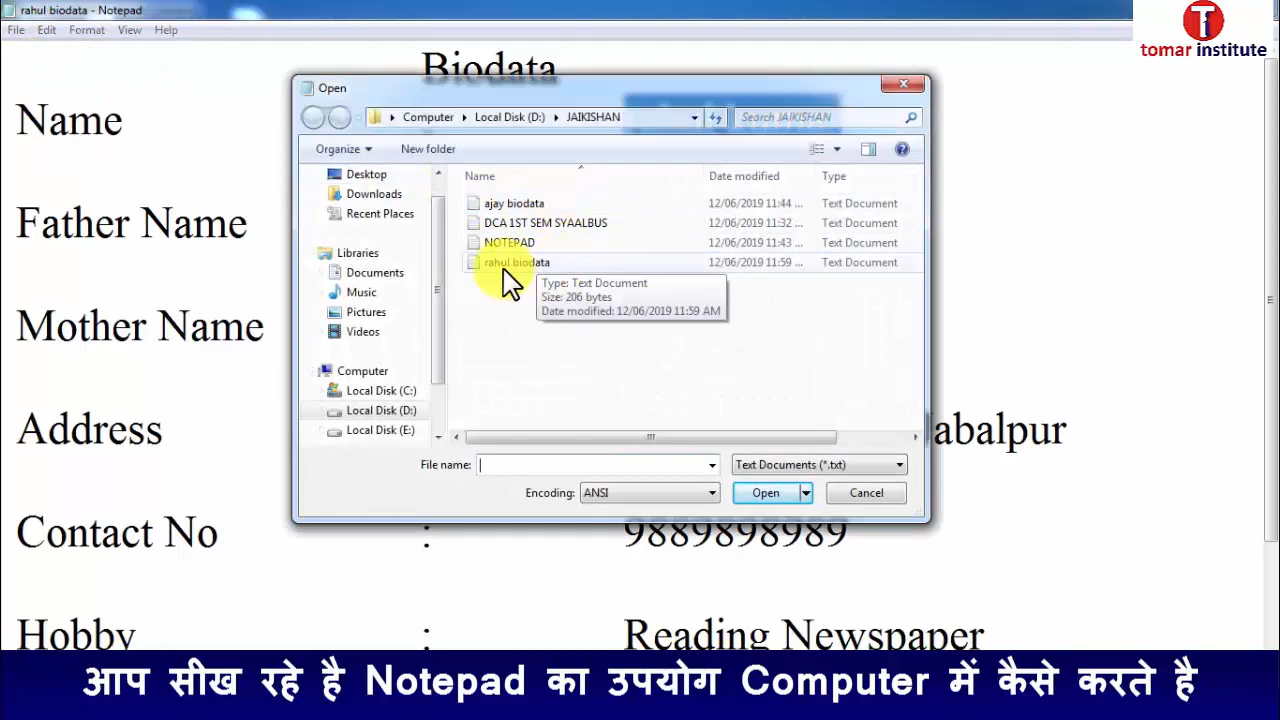 rahul biodata - Notepad
File Edit Format View Help
tomar institute
Biodata
Name
Father Name
Mother Name
Address
abalpur
Contact No : 9889898989
Hobby : Reading Newspaper
Open
Computer Local Disk (D:) JAIKISHAN
Search JAIKISHAN
Organize New folder
Desktop
Downloads
Recent Places
Libraries
Documents
Music
Pictures
Videos
Computer
Local Disk (C:)
Local Disk (D:)
Local Disk (E:)
Name Date modified Type
ajay biodata 12/06/2019 11:44 ... Text Document
DCA 1ST SEM SYAALBUS 12/06/2019 11:32 ... Text Document
NOTEPAD 12/06/2019 11:43 ... Text Document
rahul biodata 12/06/2019 11:59 ... Text Document
Type: Text Document
Size: 206 bytes
Date modified: 12/06/2019 11:59 AM
File name:
Text Documents (*.txt)
Encoding: ANSI
Open Cancel
आप सीख रहे है Notepad का उपयोग Computer में कैसे करते है